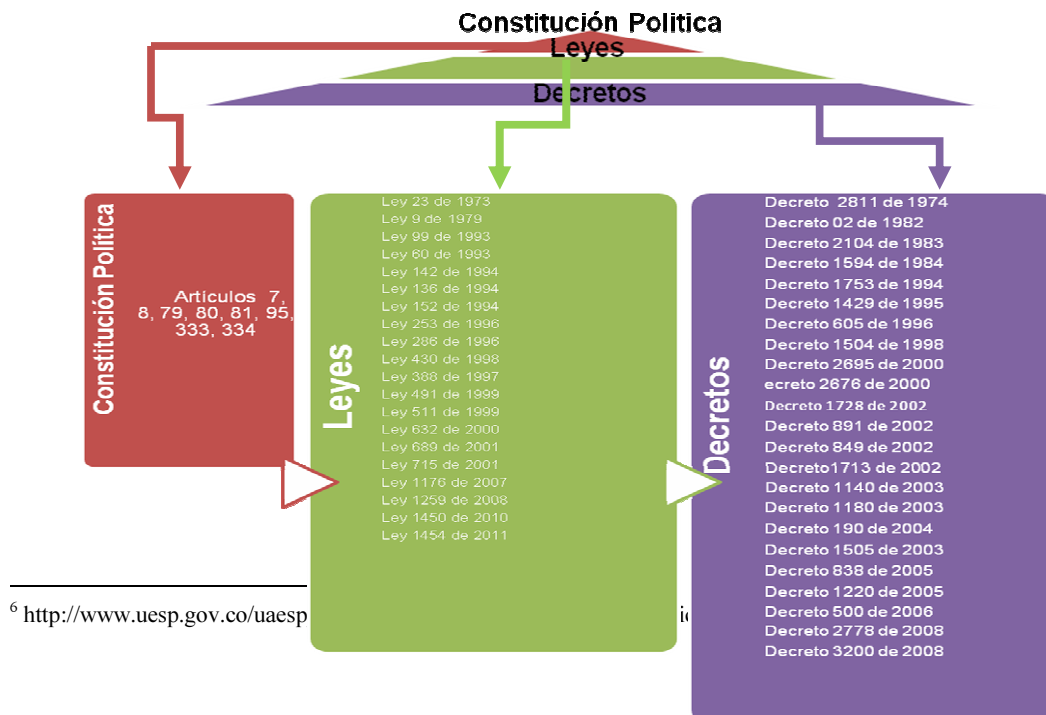 Constitución Politica
Leyes
Decretos
Constitución Política
Articulos 7,
8, 79, 80, 81, 95,
333, 334
Leyes
Ley 23 de 1973
Ley 9 de 1979
Ley 99 de 1993
Ley 60 de 1993
Ley 142 de 1994
Ley 136 de 1994
Ley 152 de 1994
Ley 253 de 1996
Ley 286 de 1996
Ley 430 de 1998
Ley 388 de 1997
Ley 491 de 1999
Ley 511 de 1999
Ley 632 de 2000
Ley 689 de 2001
Ley 715 de 2001
Ley 1176 de 2007
Ley 1259 de 2008
Ley 1450 de 2010
Ley 1454 de 2011
Decretos
Decreto 2811 de 1974
Decreto 02 de 1982
Decreto 2104 de 1983
Decreto 1594 de 1984
Decreto 1753 de 1994
Decreto 1429 de 1995
Decreto 605 de 1996
Decreto 1504 de 1998
Decreto 2695 de 2000
ecreto 2676 de 2000
Decreto 1728 de 2002
Decreto 891 de 2002
Decreto 849 de 2002
Decreto1713 de 2002
Decreto 1140 de 2003
Decreto 1180 de 2003
Decreto 190 de 2004
Decreto 1505 de 2003
Decreto 838 de 2005
Decreto 1220 de 2005
Decreto 500 de 2006
Decreto 2778 de 2008
Decreto 3200 de 2008
6 http://www.uesp.gov.co/uaesp